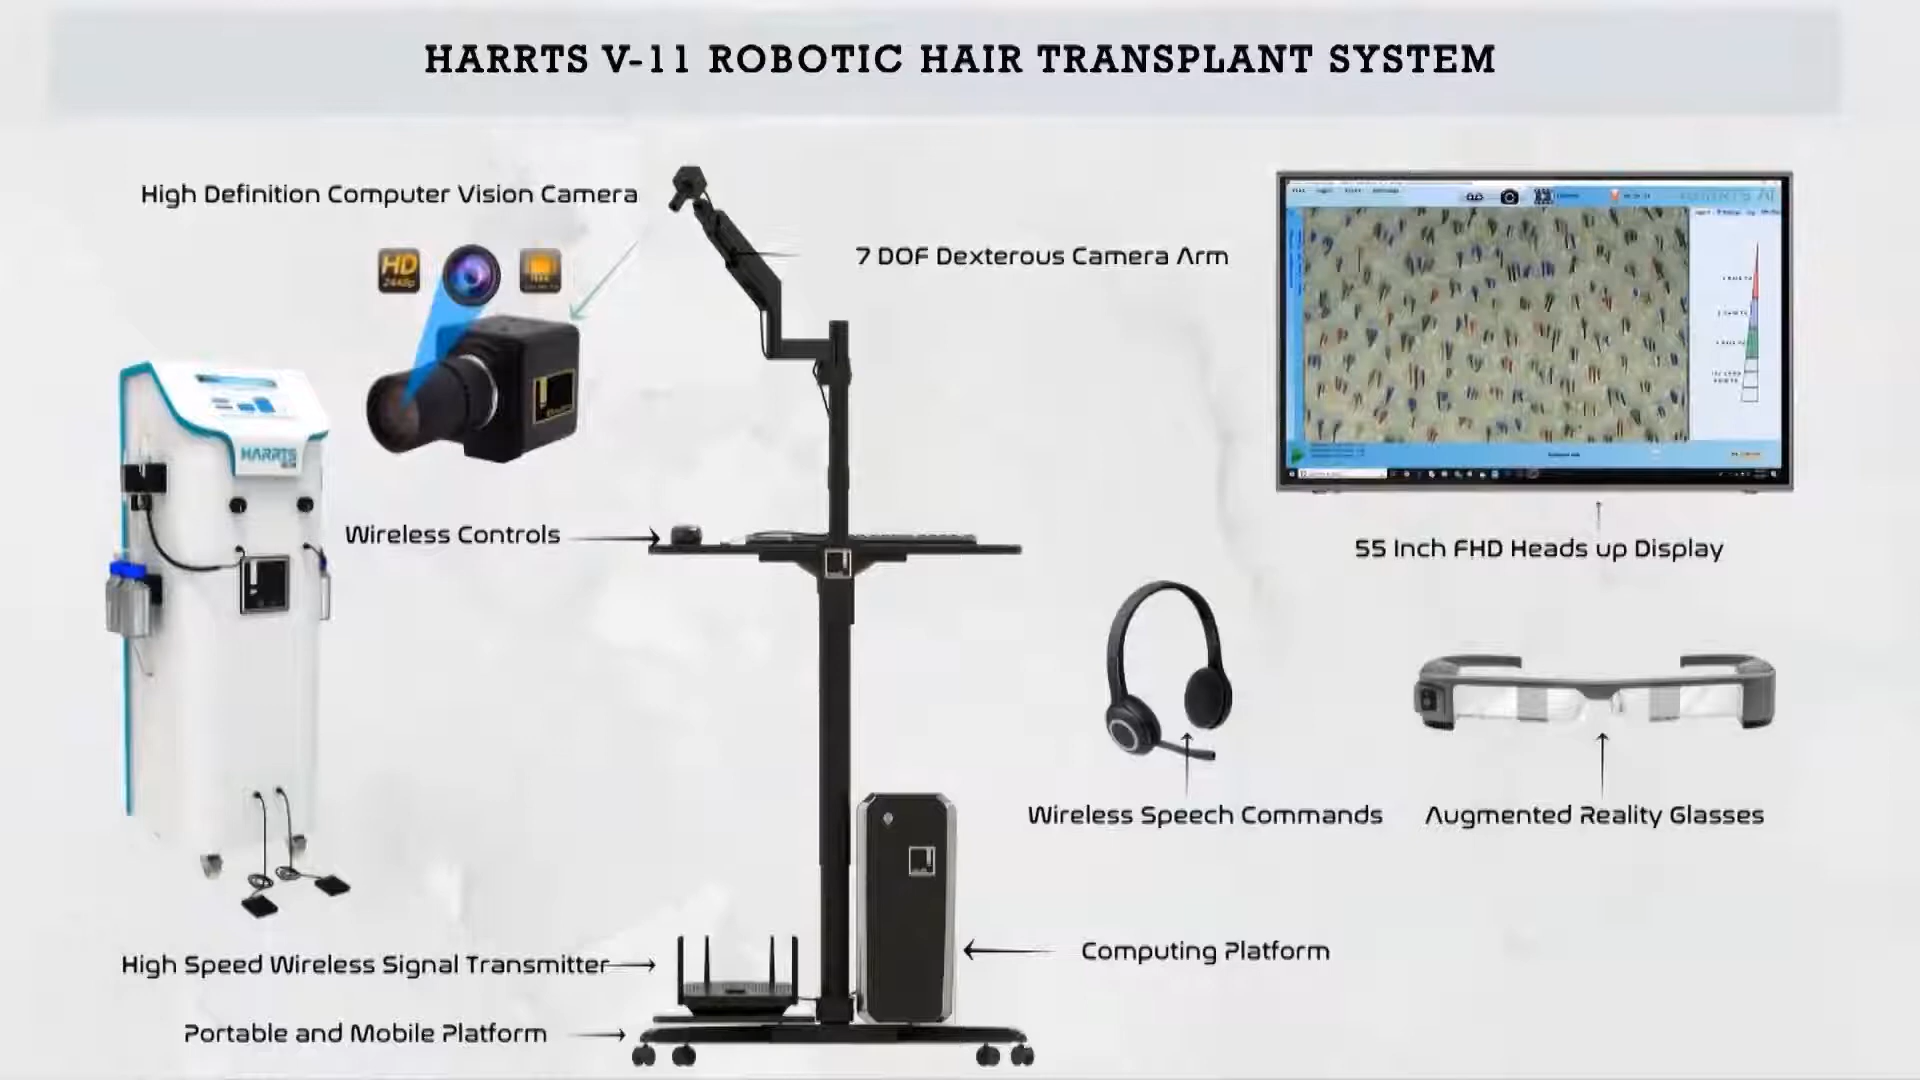 HARRTS V-11 ROBOTIC HAIR TRANSPLANT SYSTEM
High Definition Computer Vision Camera
HD
2448p
7 DOF Dexterous Camera Arm
HARRTS
Wireless Controls
55 Inch FHD Heads up Display
Wireless Speech Commands
Augmented Reality Glasses
High Speed Wireless Signal Transmitter
Computing Platform
Portable and Mobile Platform